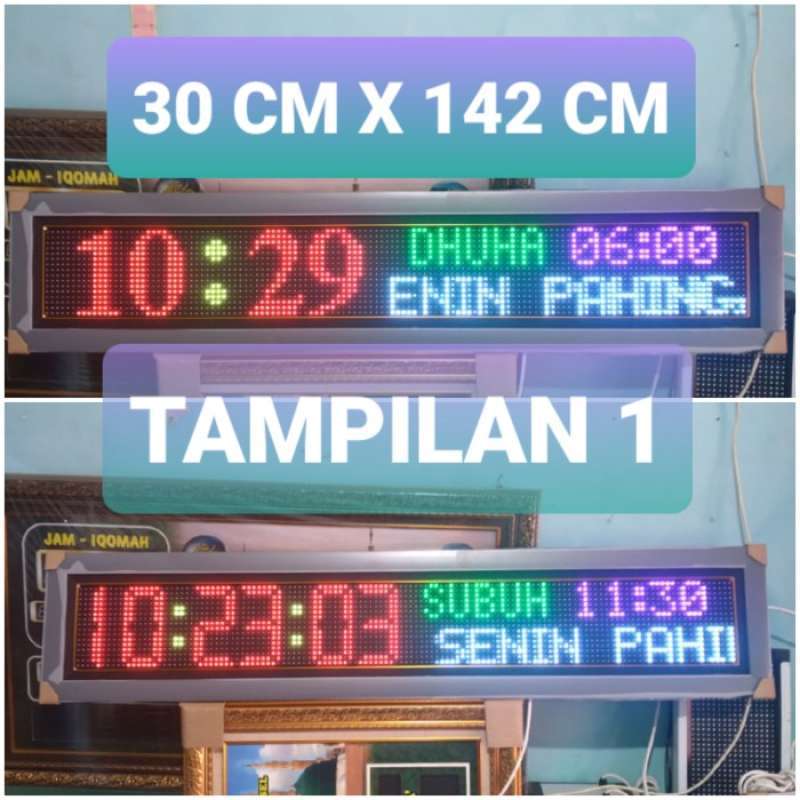 30 CM X 142 CM
JAM - IQOMAH
10:29
DHUHA 06:00
ENIN PAHING
TAMPILAN 1
JAM - IQOMAH
10:23:03
SUBUH 11:30
SENIN PAHI